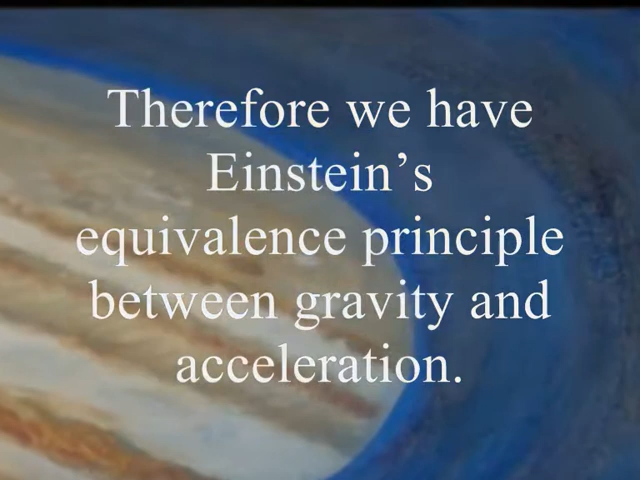 Therefore we have
Einstein’s
equivalence principle
between gravity and
acceleration.